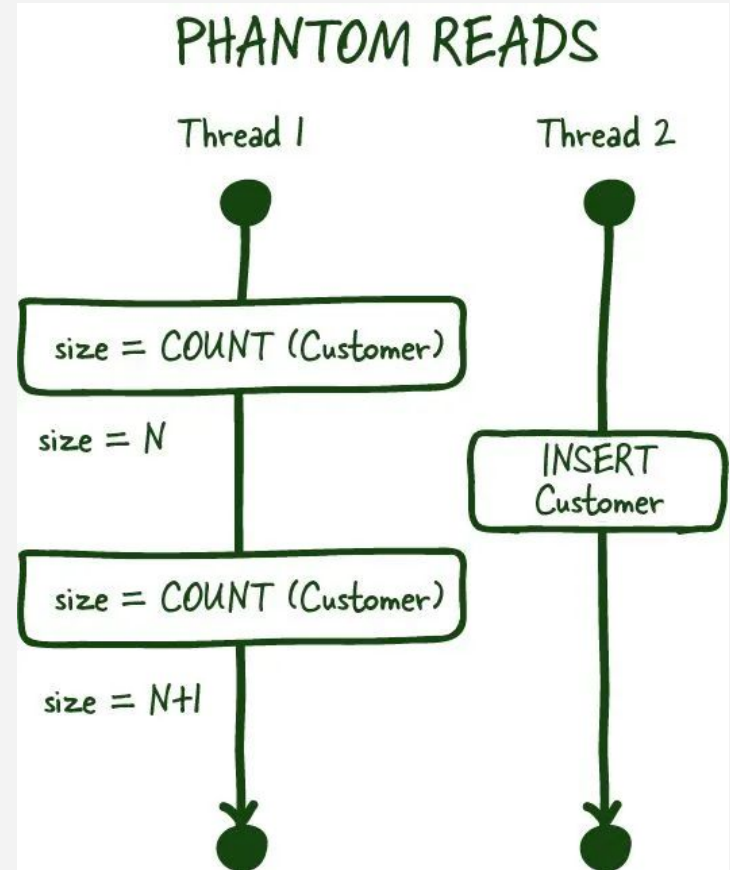 PHANTOM READS
Thread 1
Thread 2
size = COUNT (Customer)
size = N
INSERT
Customer
size = COUNT (Customer)
size = N+1